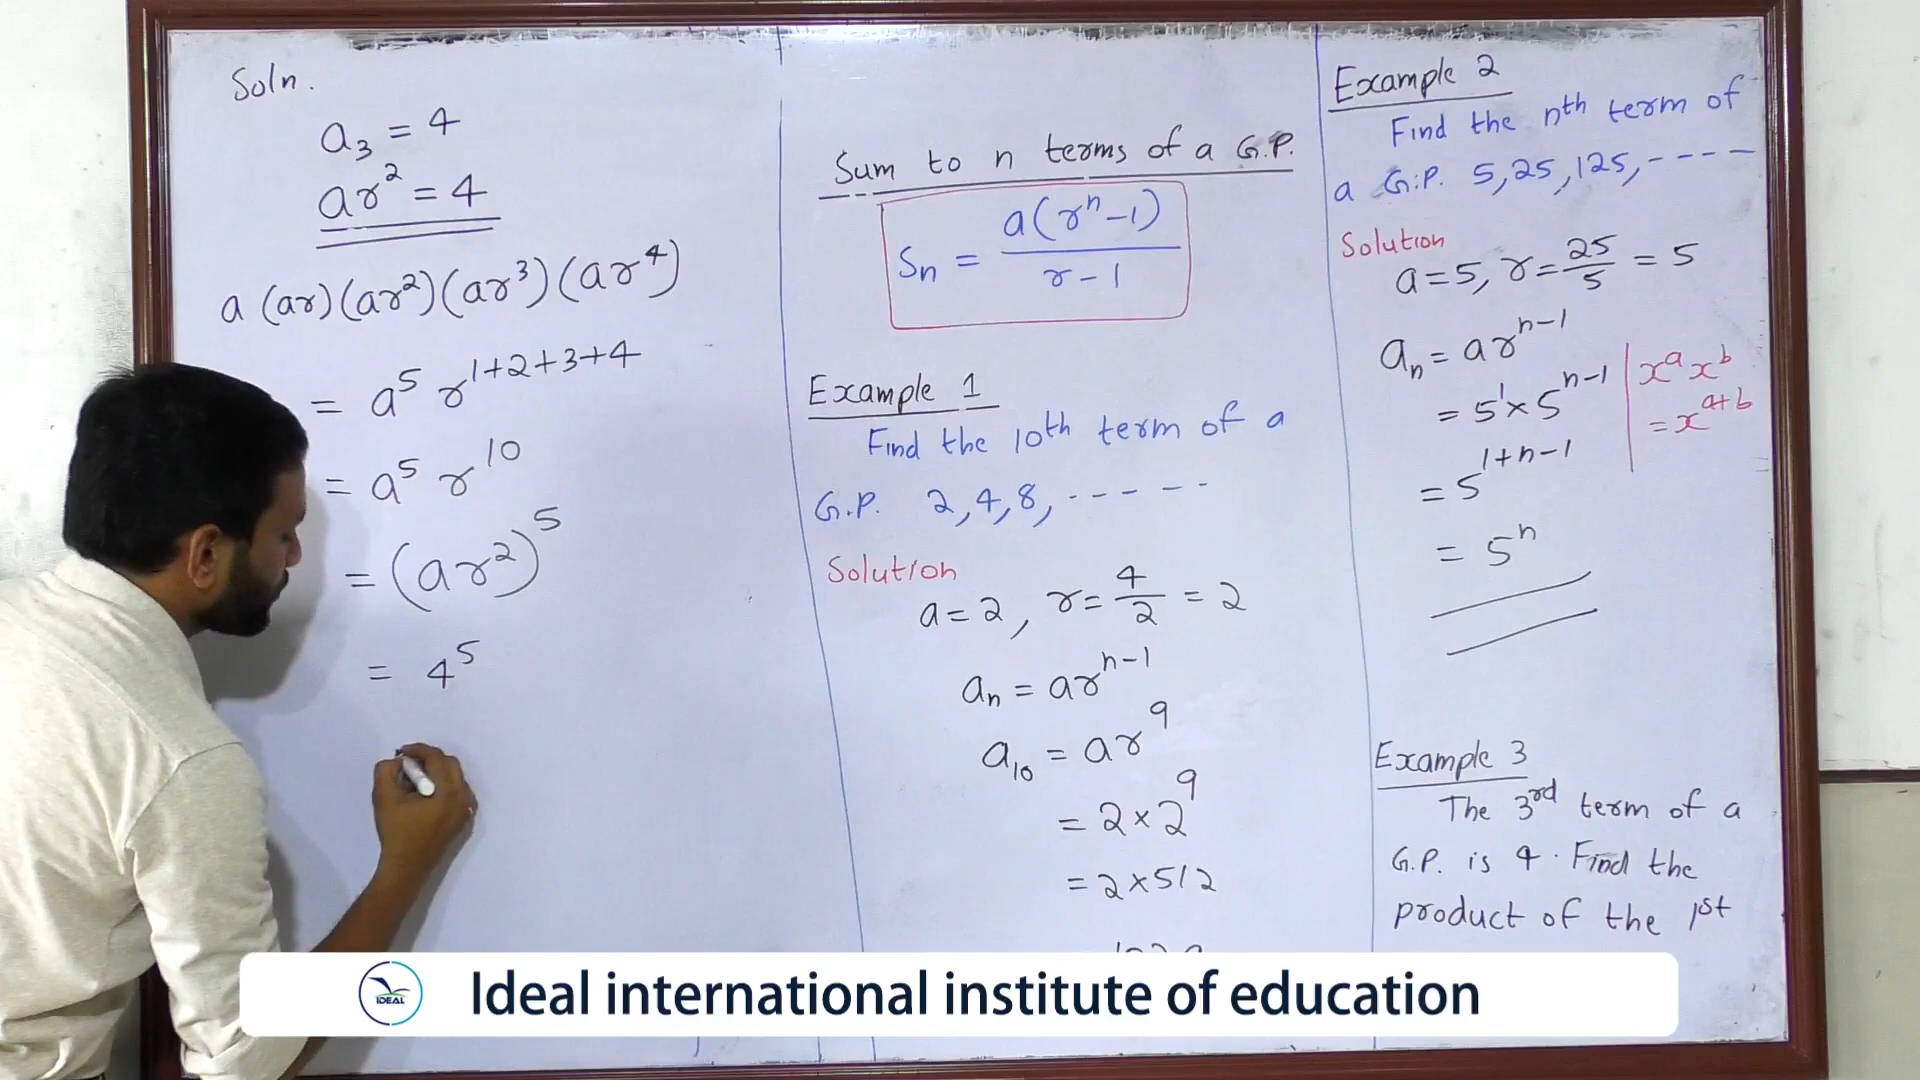 Soln.
a₃ = 4
ar² = 4
a (ar)(ar²)(ar³)(ar⁴)
= a⁵ r¹⁺²⁺³⁺⁴
= a⁵ r¹⁰
= (ar²)⁵
= 4⁵
Sum to n terms of a G.P.
Sn = a(rⁿ-1) / r-1
Example 1
Find the 10th term of a
G.P. 2,4,8, - - - - -
Solution
a=2, r= 4/2 = 2
aₙ = arⁿ⁻¹
a₁₀ = ar⁹
= 2×2⁹
= 2×512
Example 2
Find the nth term of
a G.P. 5,25,125, - - - -
Solution
a=5, r= 25/5 = 5
aₙ = arⁿ⁻¹
= 5¹×5ⁿ⁻¹
= 5¹⁺ⁿ⁻¹
= 5ⁿ
xᵃxᵇ
= xᵃ⁺ᵇ
Example 3
The 3rd term of a
G.P. is 4. Find the
product of the 1st
IDEAL
Ideal international institute of education